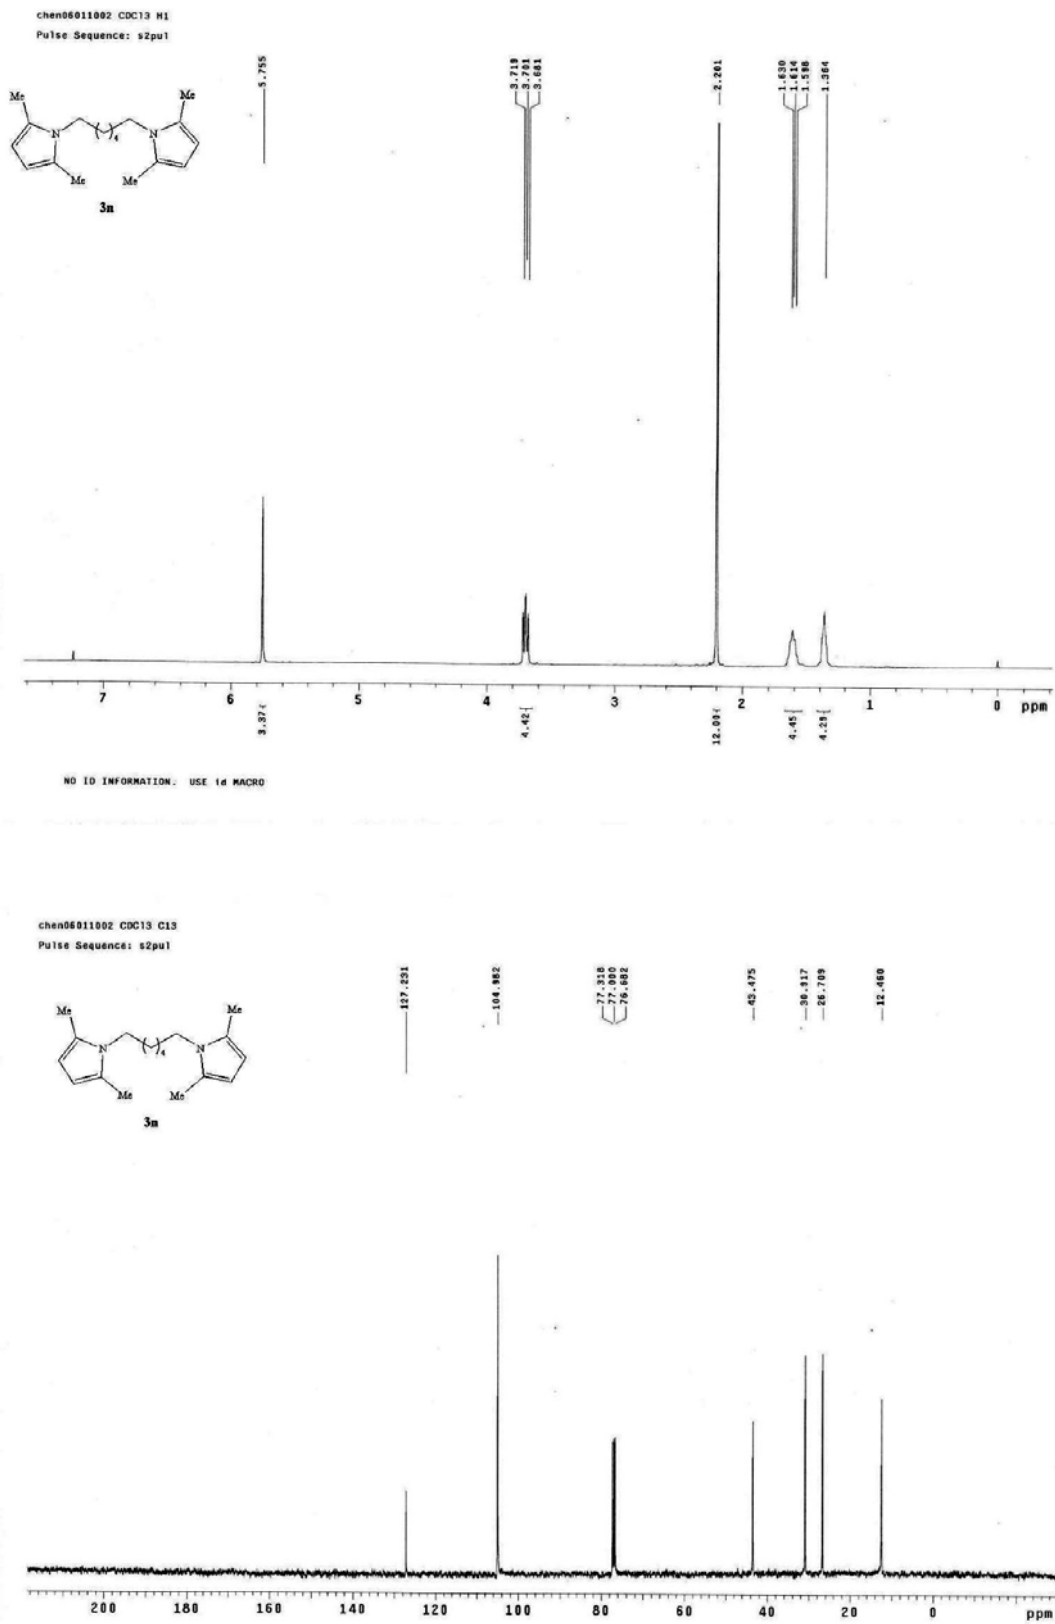 chen06011002 CDCl3 H1
Pulse Sequence: s2pul
5.755
3.719
3.701
3.681
2.201
1.630
1.614
1.598
1.364
Me
Me
N
4
N
Me
Me
3n
7 6 5 4 3 2 1 0 ppm
3.37
4.42
12.00
4.45
4.29
NO ID INFORMATION. USE id MACRO
chen06011002 CDCl3 C13
Pulse Sequence: s2pul
127.231
104.982
77.318
77.000
76.682
43.475
30.917
26.709
12.460
Me
Me
N
4
N
Me
Me
3n
200 180 160 140 120 100 80 60 40 20 0 ppm